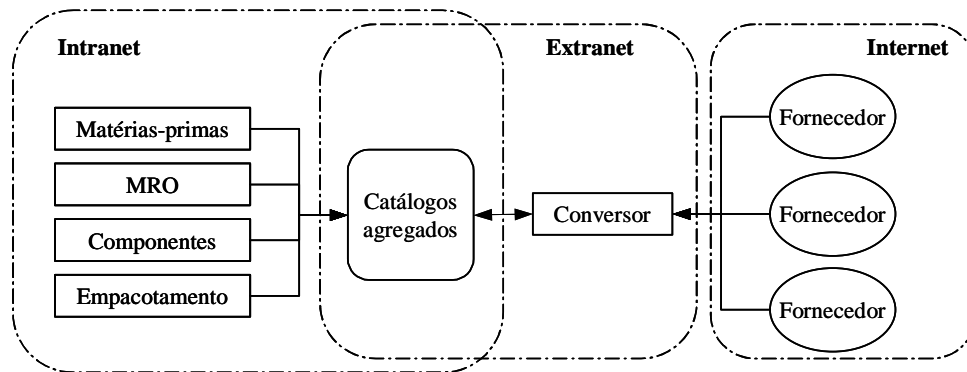 Intranet
Extranet
Internet
Matérias-primas
MRO
Componentes
Empacotamento
Catálogos
agregados
Conversor
Fornecedor
Fornecedor
Fornecedor